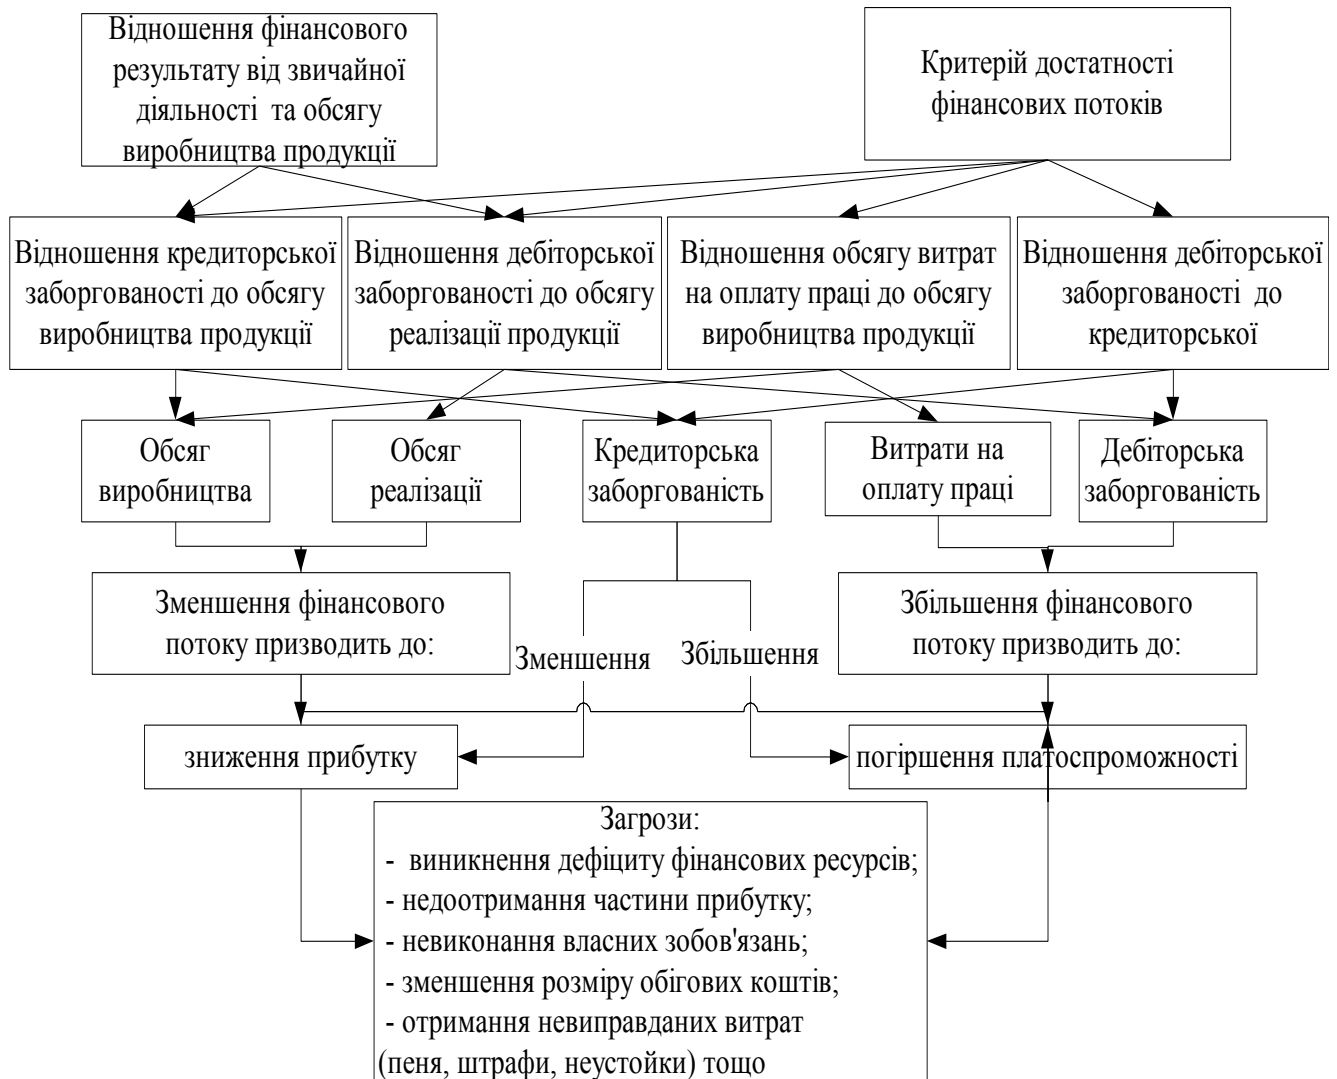 Відношення фінансового
результату від звичайної
діяльності та обсягу
виробництва продукції
Критерій достатності
фінансових потоків
Відношення кредиторської
заборгованості до обсягу
виробництва продукції
Відношення дебіторської
заборгованості до обсягу
реалізації продукції
Відношення обсягу витрат
на оплату праці до обсягу
виробництва продукції
Відношення дебіторської
заборгованості до
кредиторської
Обсяг
виробництва
Обсяг
реалізації
Кредиторська
заборгованість
Витрати на
оплату праці
Дебіторська
заборгованість
Зменшення фінансового
потоку призводить до:
Зменшення
Збільшення
Збільшення фінансового
потоку призводить до:
зниження прибутку
погіршення платоспроможності
Загрози:
- виникнення дефіциту фінансових ресурсів;
- недоотримання частини прибутку;
- невиконання власних зобов'язань;
- зменшення розміру обігових коштів;
- отримання невиправданих витрат
(пеня, штрафи, неустойки) тощо